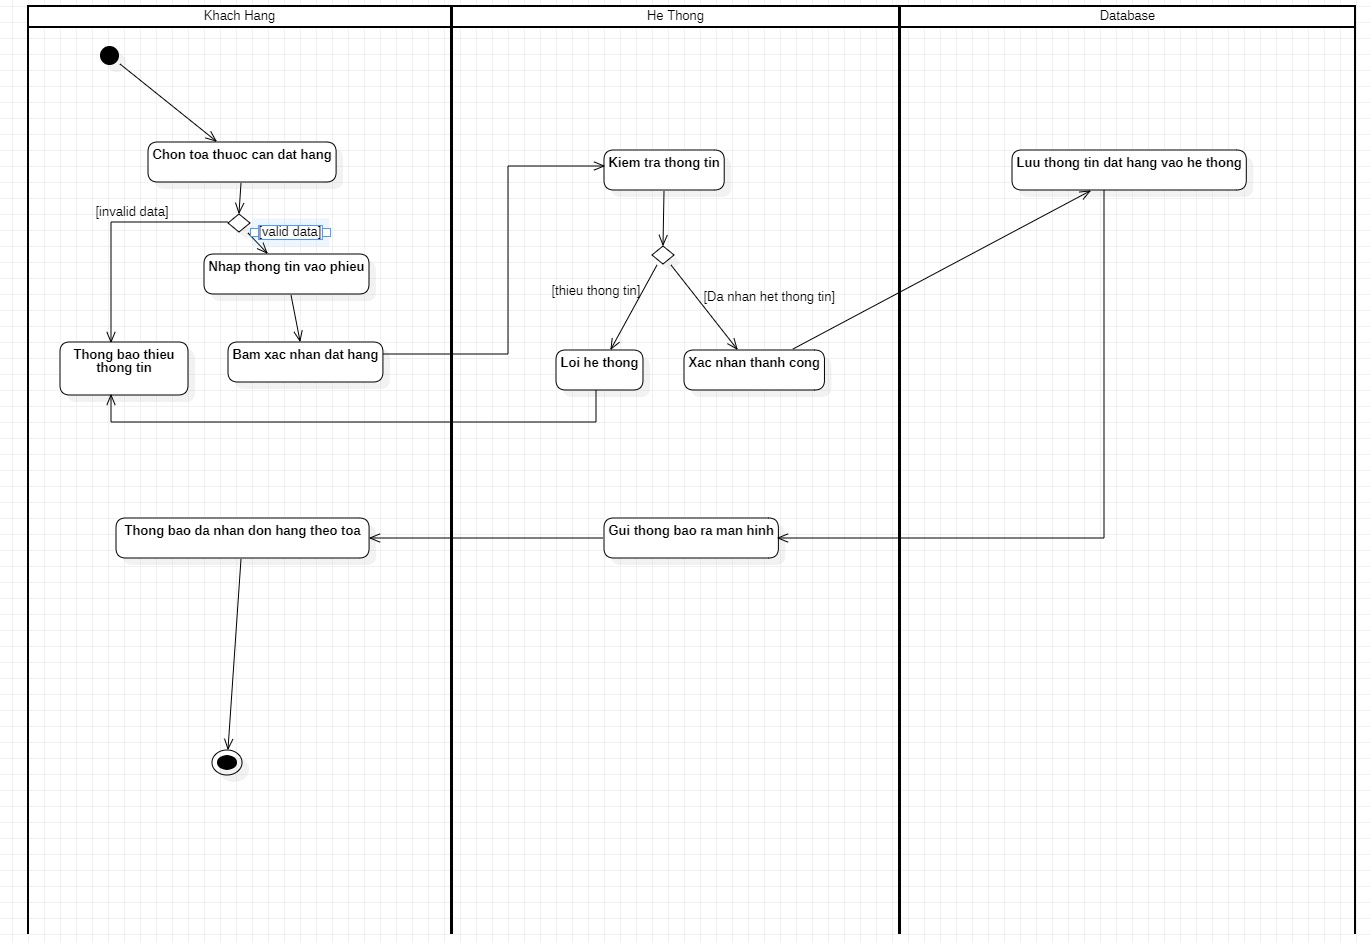 Khach Hang
He Thong
Database
Chon toa thuoc can dat hang
Kiem tra thong tin
Luu thong tin dat hang vao he thong
[invalid data]
[valid data]
Nhap thong tin vao phieu
[thieu thong tin]
[Da nhan het thong tin]
Thong bao thieu
thong tin
Bam xac nhan dat hang
Loi he thong
Xac nhan thanh cong
Thong bao da nhan don hang theo toa
Gui thong bao ra man hinh